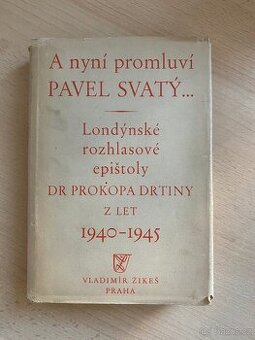 A nyní promluví
PAVEL SVATÝ...
Londýnské
rozhlasové
epištoly
DR PROKOPA DRTINY
Z LET
1940-1945
VLADIMÍR ŽIKEŠ
PRAHA